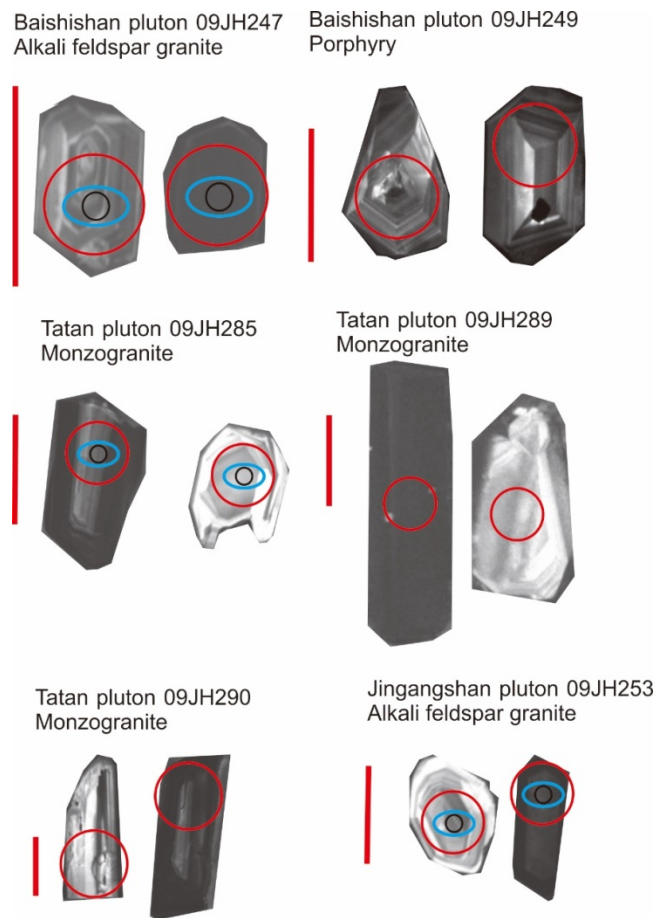 Baishishan pluton 09JH247
Alkali feldspar granite
Baishishan pluton 09JH249
Porphyry
Tatan pluton 09JH285
Monzogranite
Tatan pluton 09JH289
Monzogranite
Tatan pluton 09JH290
Monzogranite
Jingangshan pluton 09JH253
Alkali feldspar granite